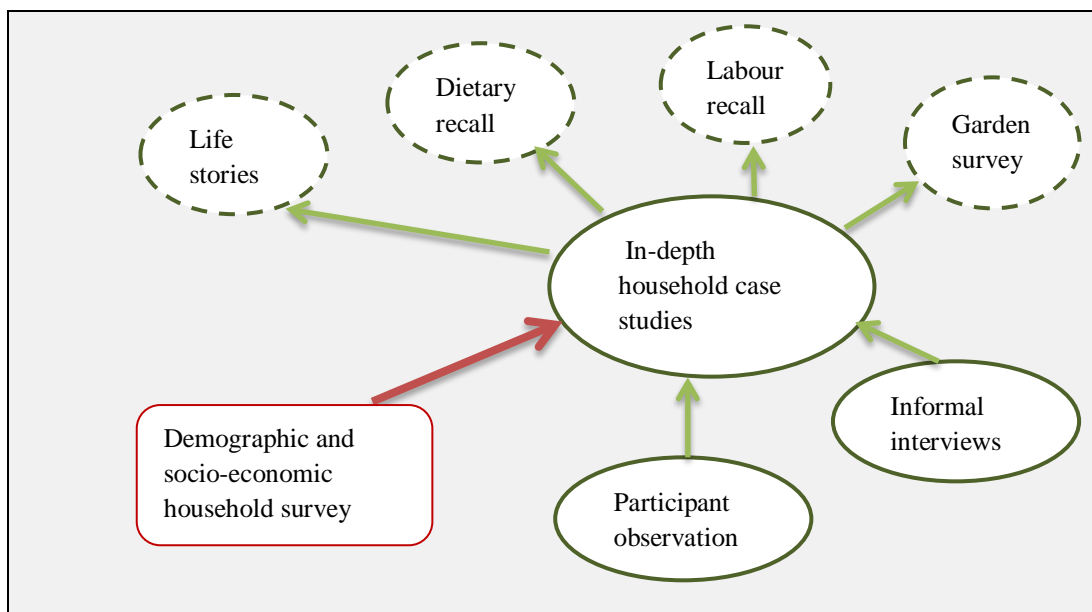 Life
stories
Dietary
recall
Labour
recall
Garden
survey
In-depth
household case
studies
Demographic and
socio-economic
household survey
Participant
observation
Informal
interviews